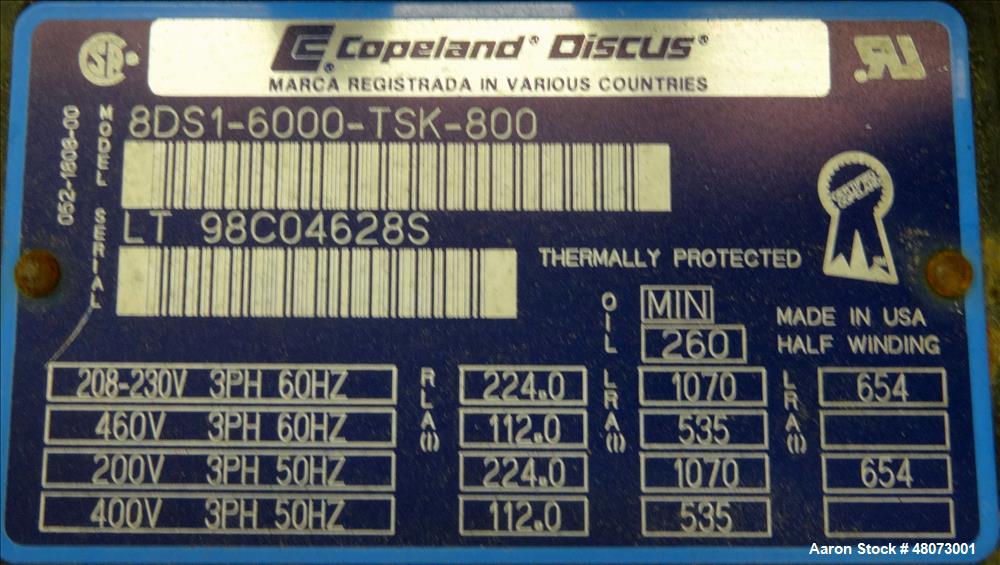 Copeland® Discus®
MARCA REGISTRADA IN VARIOUS COUNTRIES
052-1808-00
MODEL SERIAL
8DS1-6000-TSK-800
LT 98C04628S
THERMALLY PROTECTED
OIL MIN 260
MADE IN USA
HALF WINDING
RLA(I) LRA(I) LRA(I)
208-230V 3PH 60HZ 224.0 1070 654
460V 3PH 60HZ 112.0 535
200V 3PH 50HZ 224.0 1070 654
400V 3PH 50HZ 112.0 535
Aaron Stock # 48073001